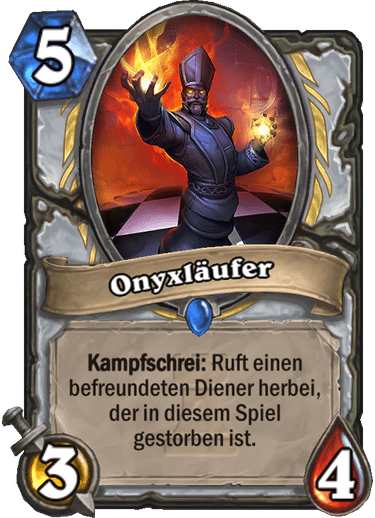 5
Onyxläufer
Kampfschrei: Ruft einen
befreundeten Diener herbei,
der in diesem Spiel
gestorben ist.
3
4